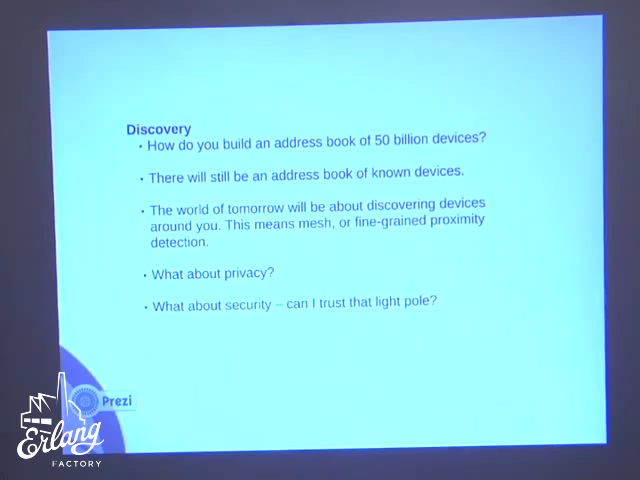 Discovery
• How do you build an address book of 50 billion devices?
• There will still be an address book of known devices.
• The world of tomorrow will be about discovering devices
around you. This means mesh, or fine-grained proximity
detection.
• What about privacy?
• What about security – can I trust that light pole?
Prezi
Erlang
FACTORY